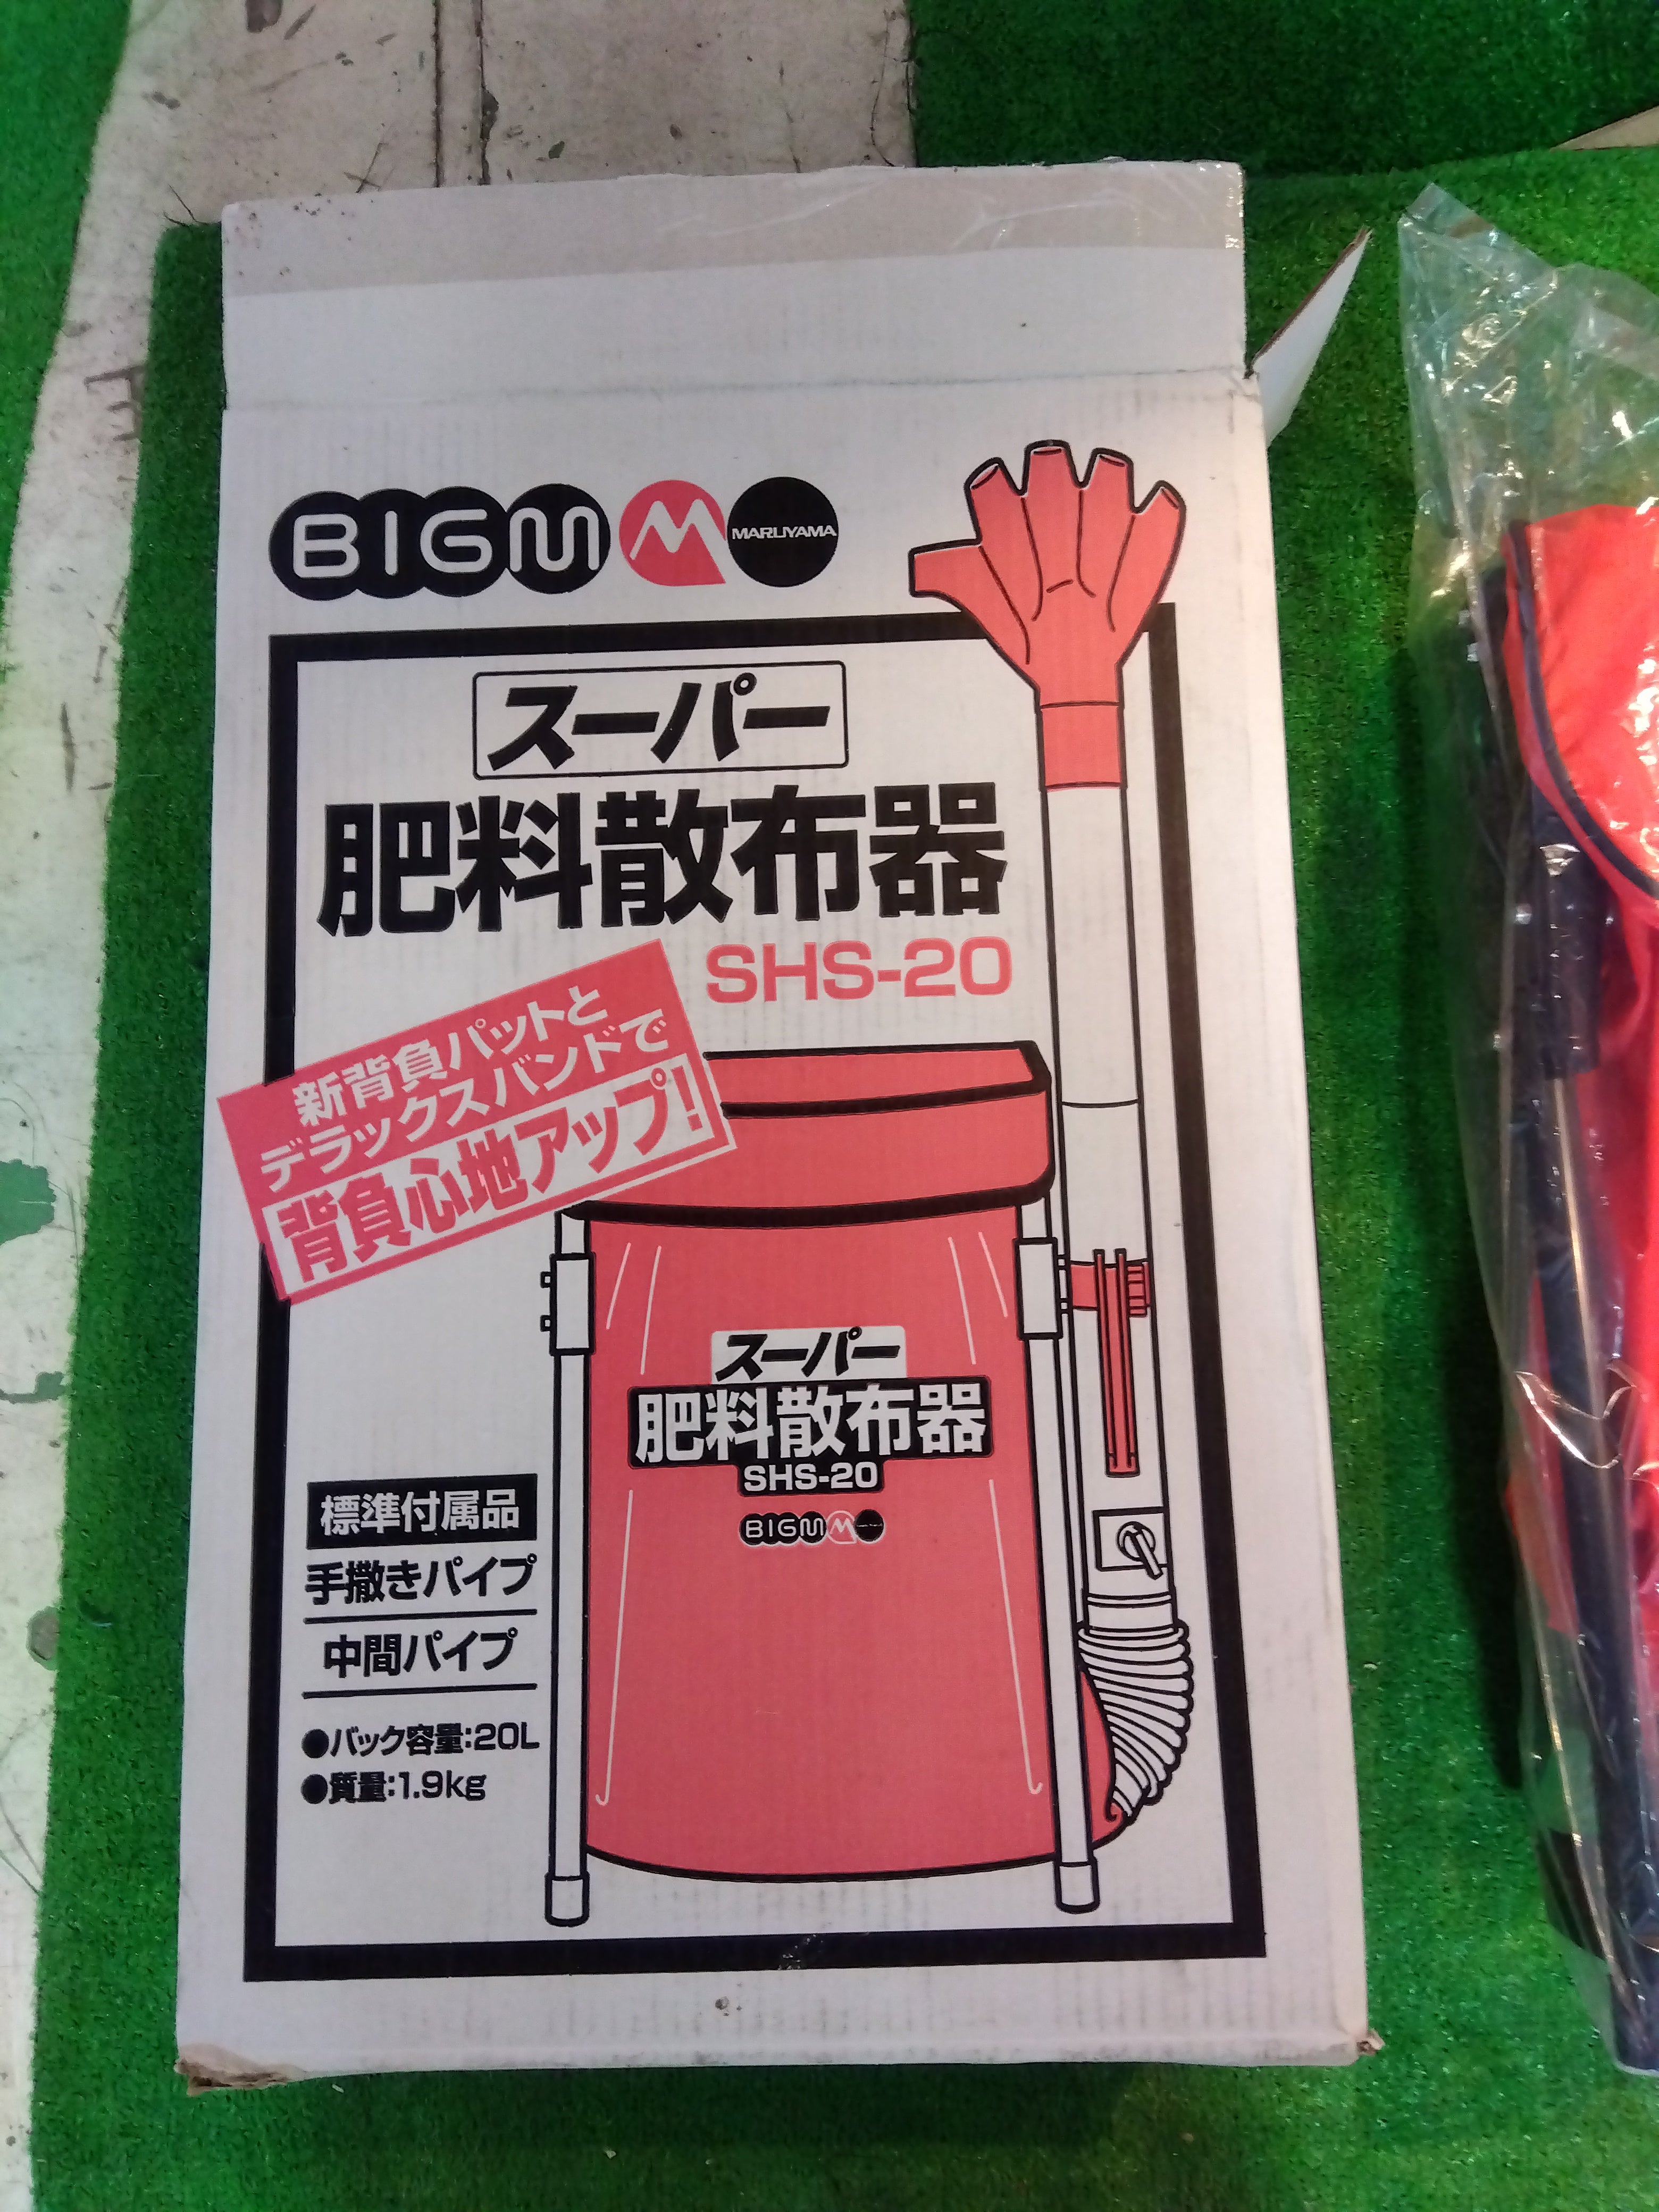 BIGM M MARUYAMA
スーパー
肥料散布器
SHS-20
新背負パットと
デラックスバンドで
背負心地アップ!
スーパー
肥料散布器
SHS-20
BIGM M
標準付属品
手撒きパイプ
中間パイプ
●バック容量:20L
●質量:1.9kg